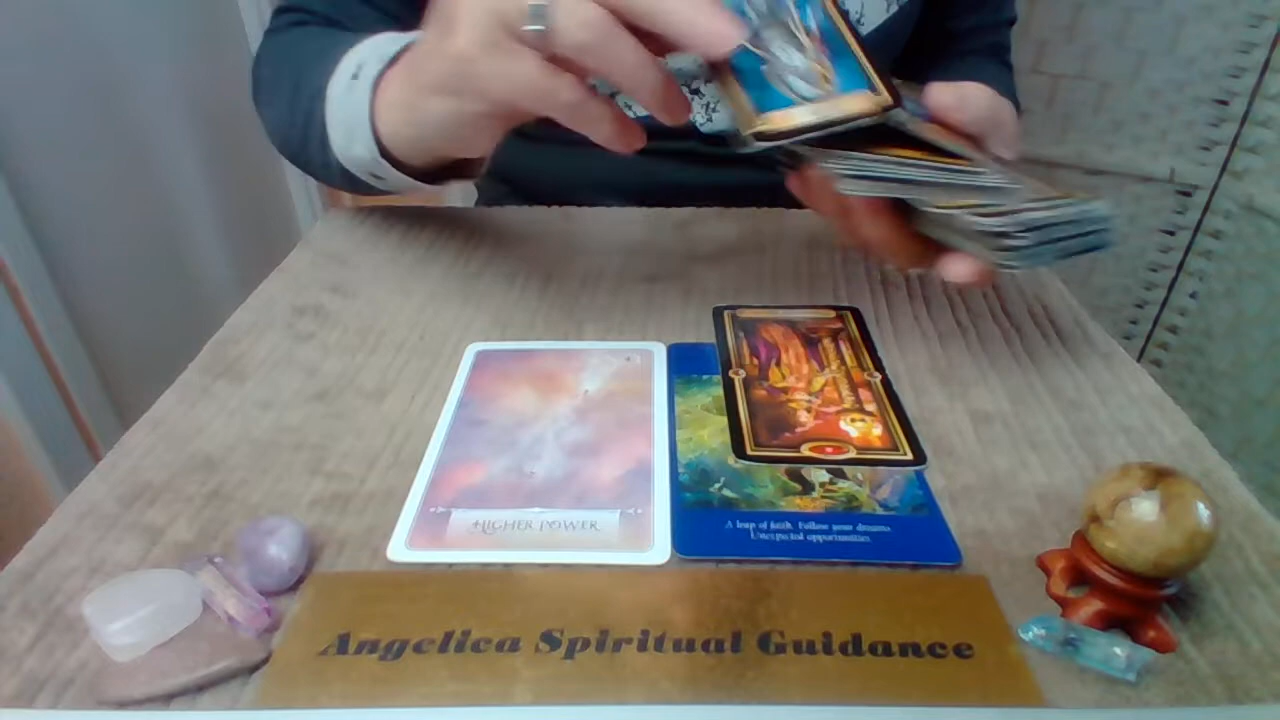 HIGHER POWER
A leap of faith. Follow your dreams.
Unexpected opportunities.
Angelica Spiritual Guidance